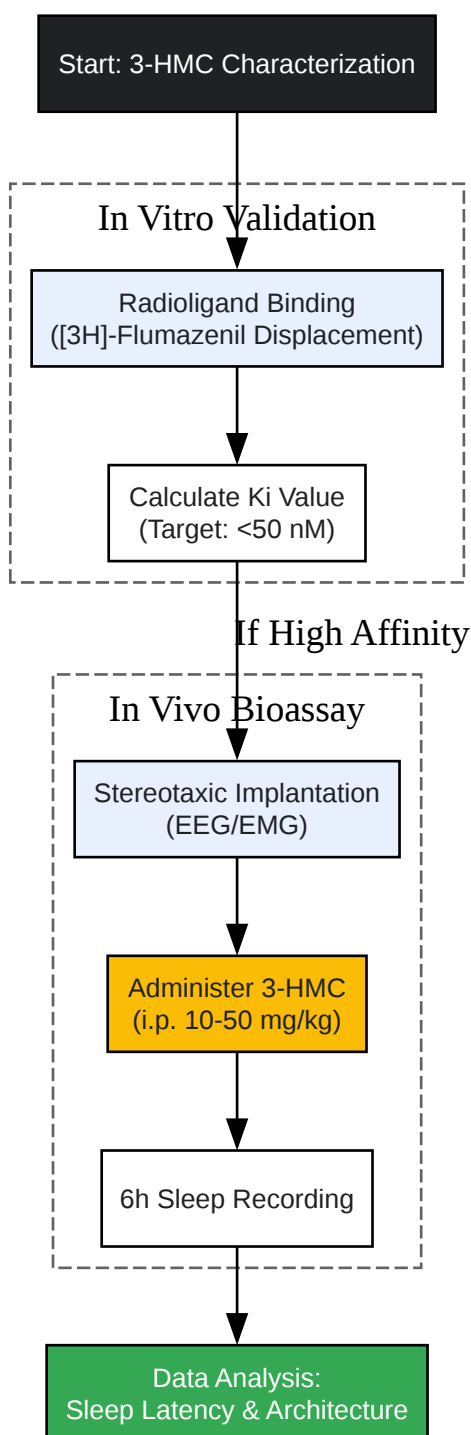 Start: 3-HMC Characterization
In Vitro Validation
Radioligand Binding
([3H]-Flumazenil Displacement)
Calculate Ki Value
(Target: <50 nM)
If High Affinity
In Vivo Bioassay
Stereotaxic Implantation
(EEG/EMG)
Administer 3-HMC
(i.p. 10-50 mg/kg)
6h Sleep Recording
Data Analysis:
Sleep Latency & Architecture